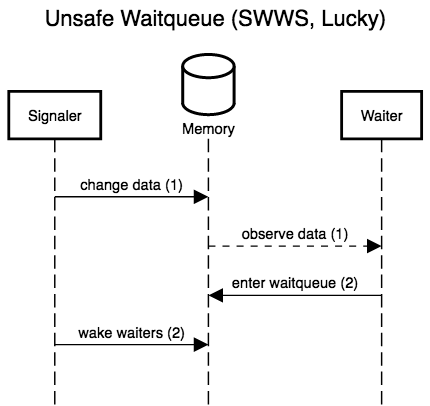 Unsafe Waitqueue (SWWS, Lucky)
Signaler
Memory
Waiter
change data (1)
observe data (1)
enter waitqueue (2)
wake waiters (2)